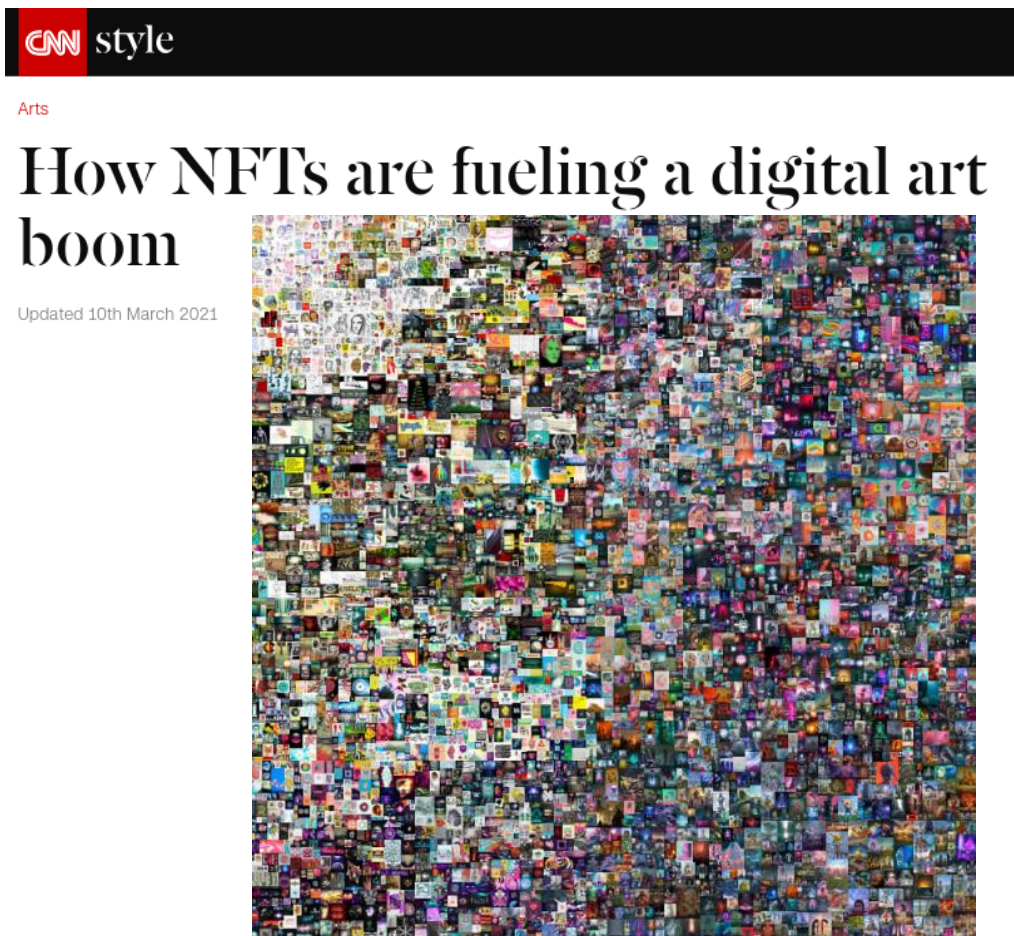 CNN style
Arts
How NFTs are fueling a digital art
boom
Updated 10th March 2021